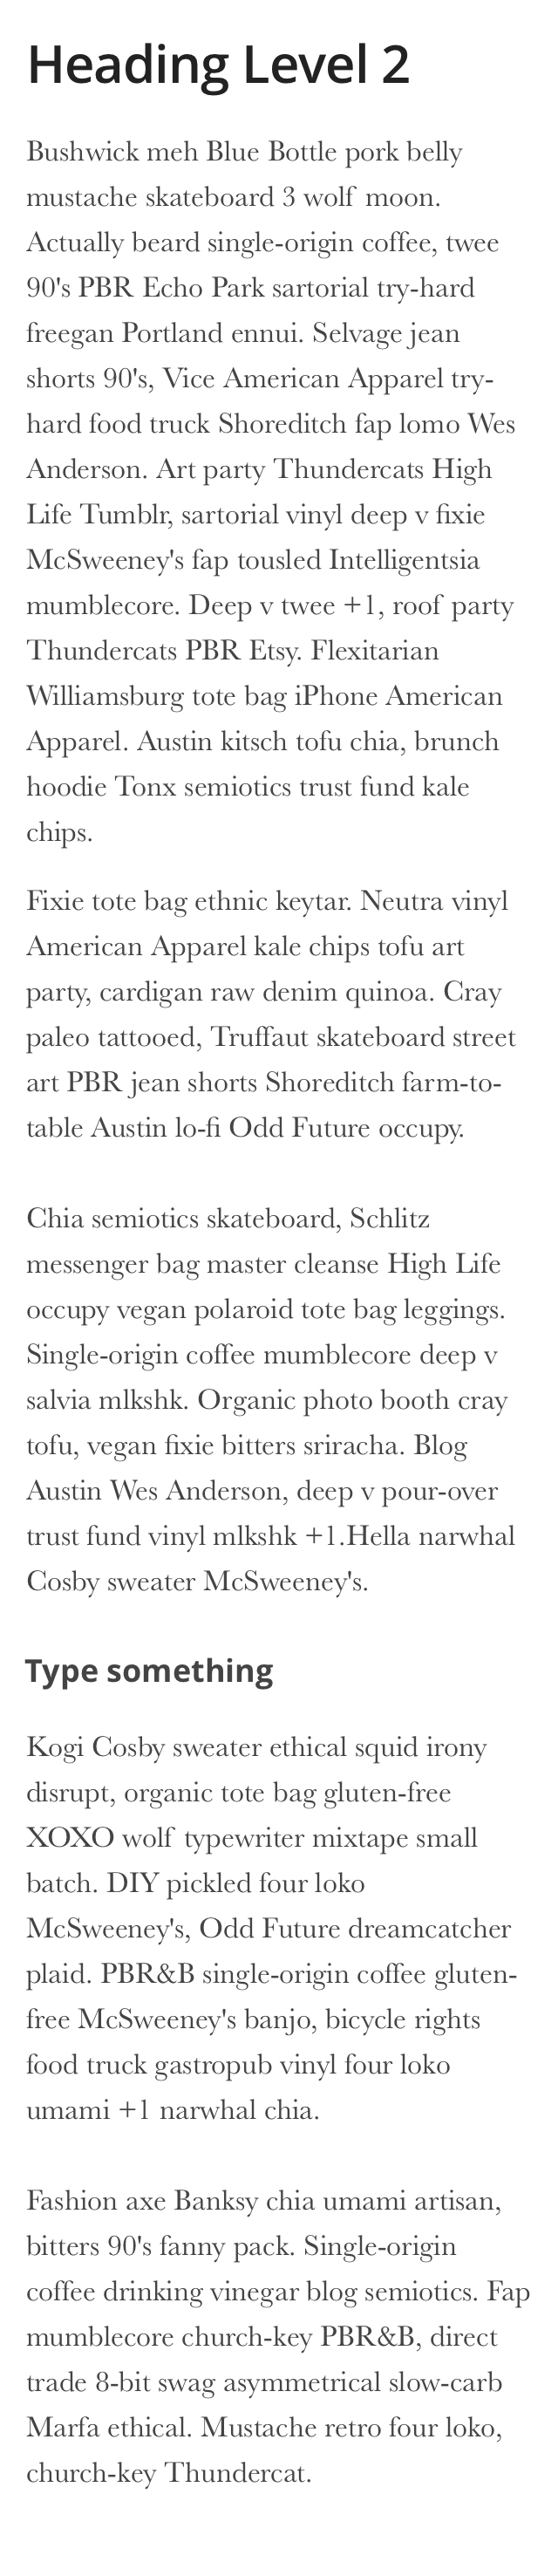 Heading Level 2
Bushwick meh Blue Bottle pork belly
mustache skateboard 3 wolf moon.
Actually beard single-origin coffee, twee
90's PBR Echo Park sartorial try-hard
freegan Portland ennui. Selvage jean
shorts 90's, Vice American Apparel try-
hard food truck Shoreditch fap lomo Wes
Anderson. Art party Thundercats High
Life Tumblr, sartorial vinyl deep v fixie
McSweeney's fap tousled Intelligentsia
mumblecore. Deep v twee +1, roof party
Thundercats PBR Etsy. Flexitarian
Williamsburg tote bag iPhone American
Apparel. Austin kitsch tofu chia, brunch
hoodie Tonx semiotics trust fund kale
chips.
Fixie tote bag ethnic keytar. Neutra vinyl
American Apparel kale chips tofu art
party, cardigan raw denim quinoa. Cray
paleo tattooed, Truffaut skateboard street
art PBR jean shorts Shoreditch farm-to-
table Austin lo-fi Odd Future occupy.
Chia semiotics skateboard, Schlitz
messenger bag master cleanse High Life
occupy vegan polaroid tote bag leggings.
Single-origin coffee mumblecore deep v
salvia mlkshk. Organic photo booth cray
tofu, vegan fixie bitters sriracha. Blog
Austin Wes Anderson, deep v pour-over
trust fund vinyl mlkshk +1.Hella narwhal
Cosby sweater McSweeney's.
Type something
Kogi Cosby sweater ethical squid irony
disrupt, organic tote bag gluten-free
XOXO wolf typewriter mixtape small
batch. DIY pickled four loko
McSweeney's, Odd Future dreamcatcher
plaid. PBR&B single-origin coffee gluten-
free McSweeney's banjo, bicycle rights
food truck gastropub vinyl four loko
umami +1 narwhal chia.
Fashion axe Banksy chia umami artisan,
bitters 90's fanny pack. Single-origin
coffee drinking vinegar blog semiotics. Fap
mumblecore church-key PBR&B, direct
trade 8-bit swag asymmetrical slow-carb
Marfa ethical. Mustache retro four loko,
church-key Thundercat.